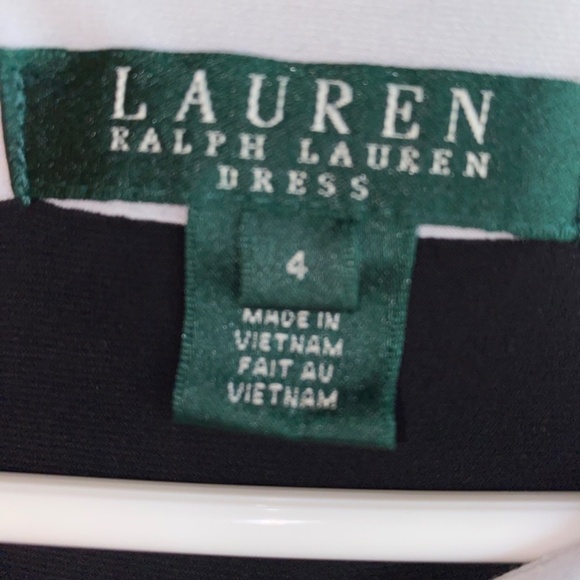 LAUREN
RALPH LAUREN
DRESS
4
MADE IN
VIETNAM
FAIT AU
VIETNAM